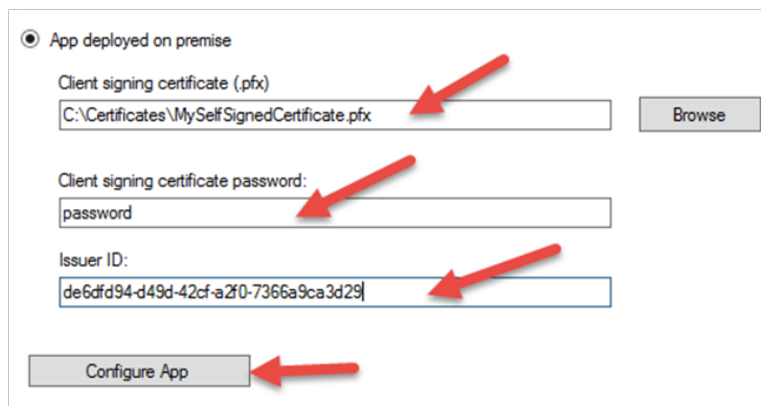 App deployed on premise
Client signing certificate (.pfx)
C:\Certificates\MySelfSignedCertificate.pfx
Browse
Client signing certificate password:
password
Issuer ID:
de6dfd94-d49d-42cf-a2f0-7366a9ca3d29
Configure App